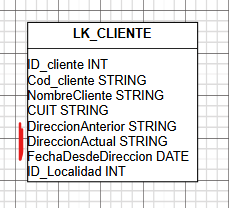 LK_CLIENTE
ID_cliente INT
Cod_cliente STRING
NombreCliente STRING
CUIT STRING
DireccionAnterior STRING
DireccionActual STRING
FechaDesdeDireccion DATE
ID_Localidad INT